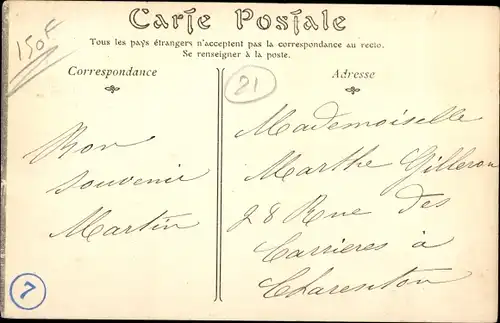 150F
Carte Postale
Tous les pays étrangers n'acceptent pas la correspondance au recto.
Se renseigner à la poste.
Correspondance
Bon
souvenir
Martin
7
21
Adresse
Mademoiselle
Marthe Gilleron
28 Rue des
Carrieres à
Charenton